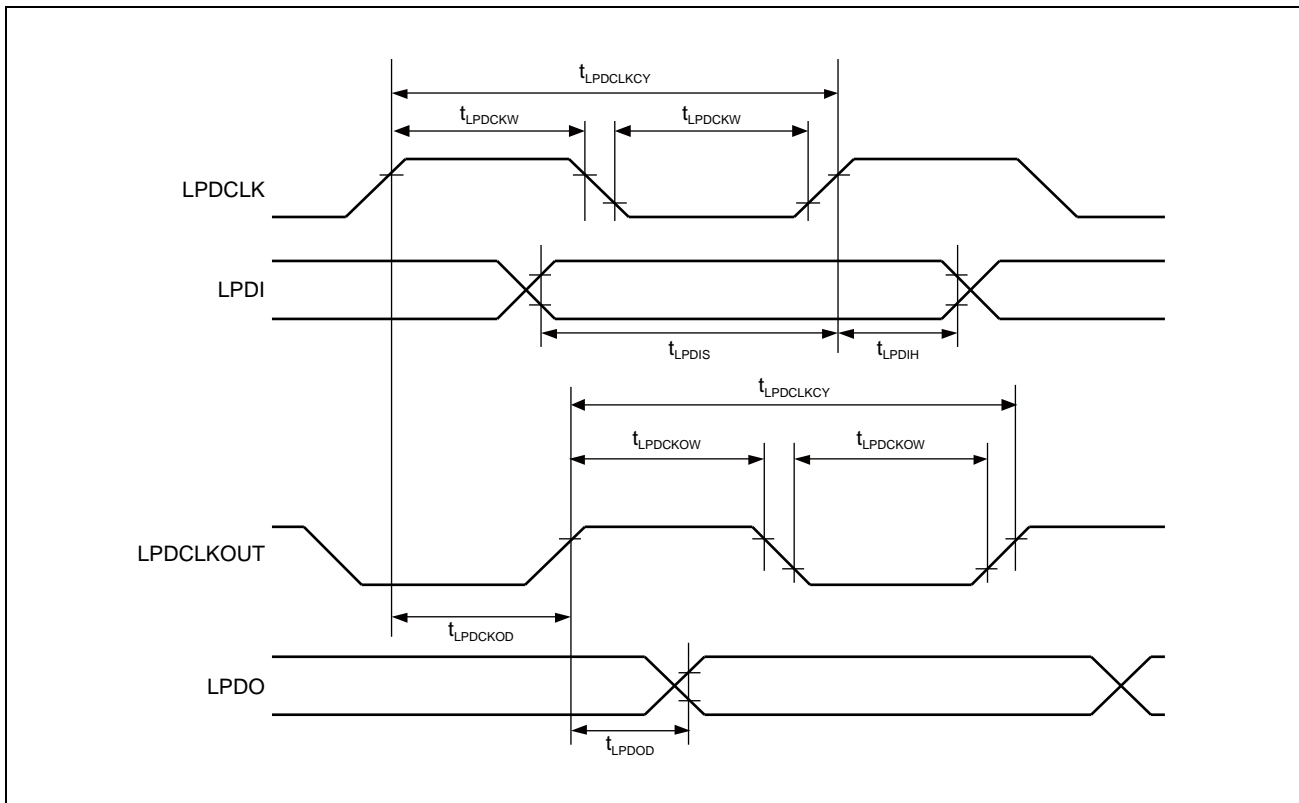 tLPDCLKCY
tLPDCKW tLPDCKW
LPDCLK
LPDI
tLPDIS tLPDIH
tLPDCLKCY
tLPDCKOW tLPDCKOW
LPDCLKOUT
tLPDCKOD
LPDO
tLPDOD